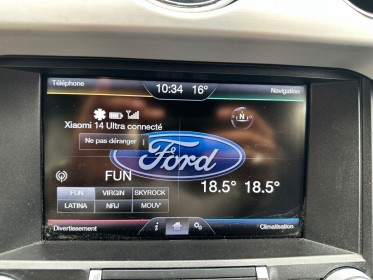 Téléphone
10:34 16°
Navigation
N
Xiaomi 14 Ultra connecté
Ne pas déranger
Ford
FUN
18.5° 18.5°
FUN VIRGIN SKYROCK
LATINA NRJ MOUV'
Divertissement
i
Climatisation